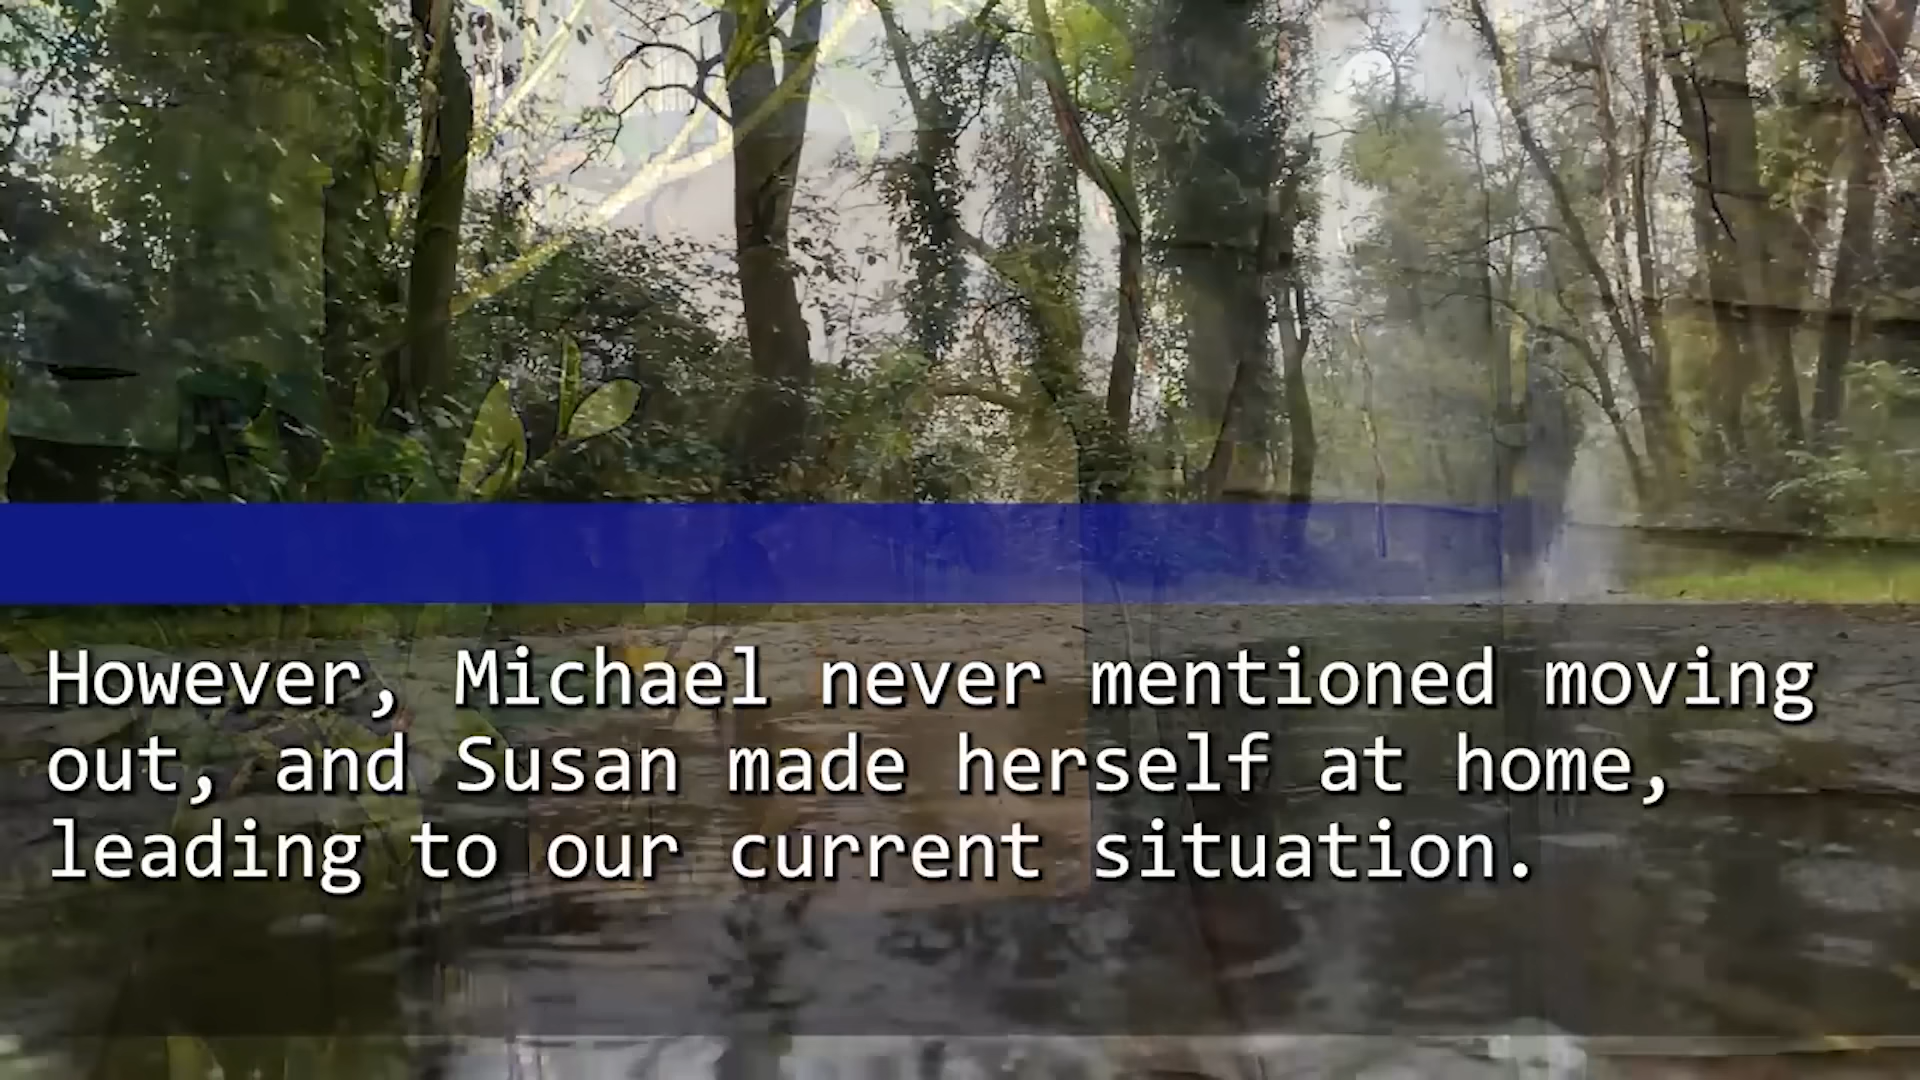 However, Michael never mentioned moving
out, and Susan made herself at home,
leading to our current situation.